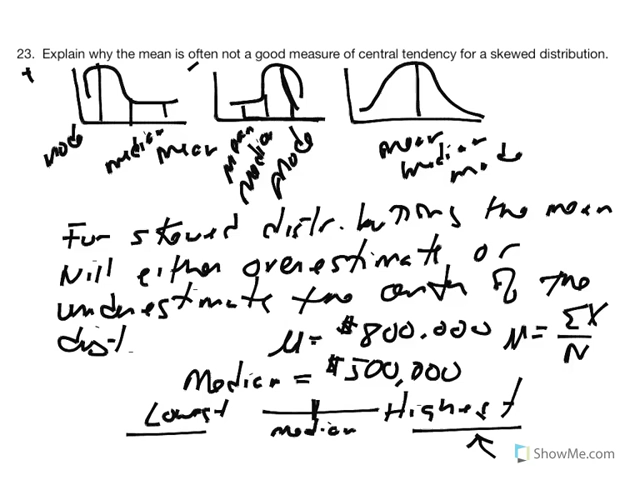 23. Explain why the mean is often not a good measure of central tendency for a skewed distribution.
+ -
mode median mean mean median mode mean
median
mode
For skewed distributions the mean
will either overestimate or
underestimate the center of the
dist. μ = $800,000 μ = ΣX/N
Median = $500,000
Lowest Highest
median
ShowMe.com